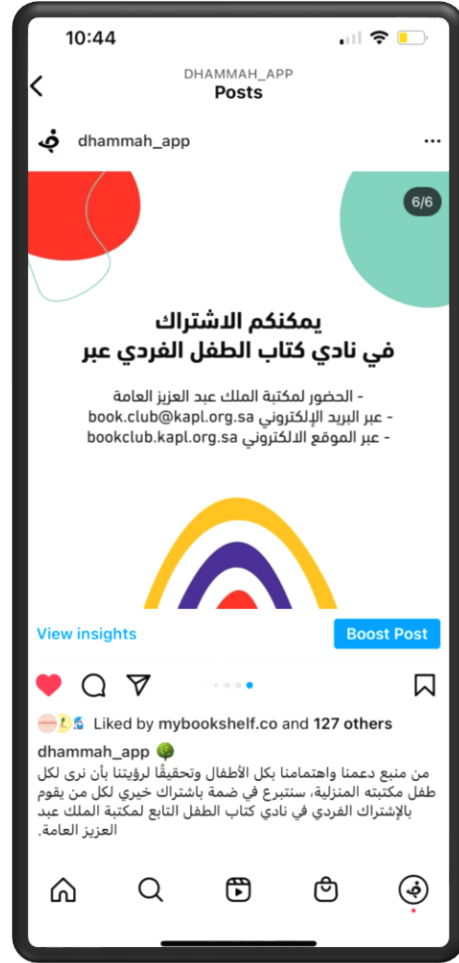 10:44
DHAMMAH_APP
Posts
dhammah_app
6/6
يمكنكم الاشتراك
في نادي كتاب الطفل الفردي عبر
- الحضور لمكتبة الملك عبد العزيز العامة
- عبر البريد الإلكتروني book.club@kapl.org.sa
- عبر الموقع الالكتروني bookclub.kapl.org.sa
View insights
Boost Post
Liked by mybookshelf.co and 127 others
dhammah_app 🌳
من منبع دعمنا واهتمامنا بكل الأطفال وتحقيقًا لرؤيتنا بأن نرى لكل
طفل مكتبته المنزلية، سنتبرع في ضمة باشتراك خيري لكل من يقوم
بالإشتراك الفردي في نادي كتاب الطفل التابع لمكتبة الملك عبد
العزيز العامة.